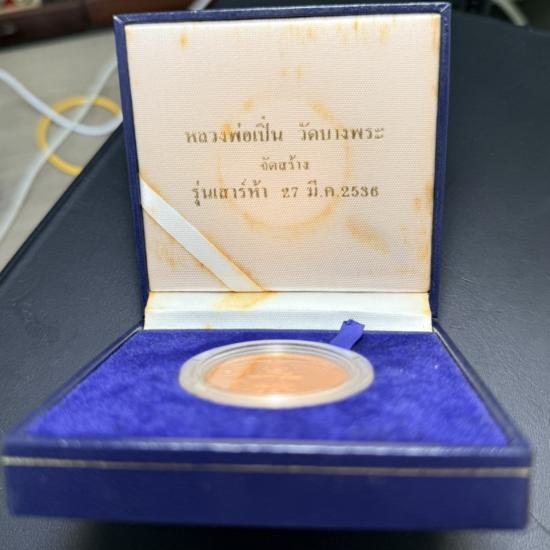 หลวงพ่อเปิ่น วัดบางพระ
จัดสร้าง
รุ่นเสาร์ห้า 27 มี.ค.2536